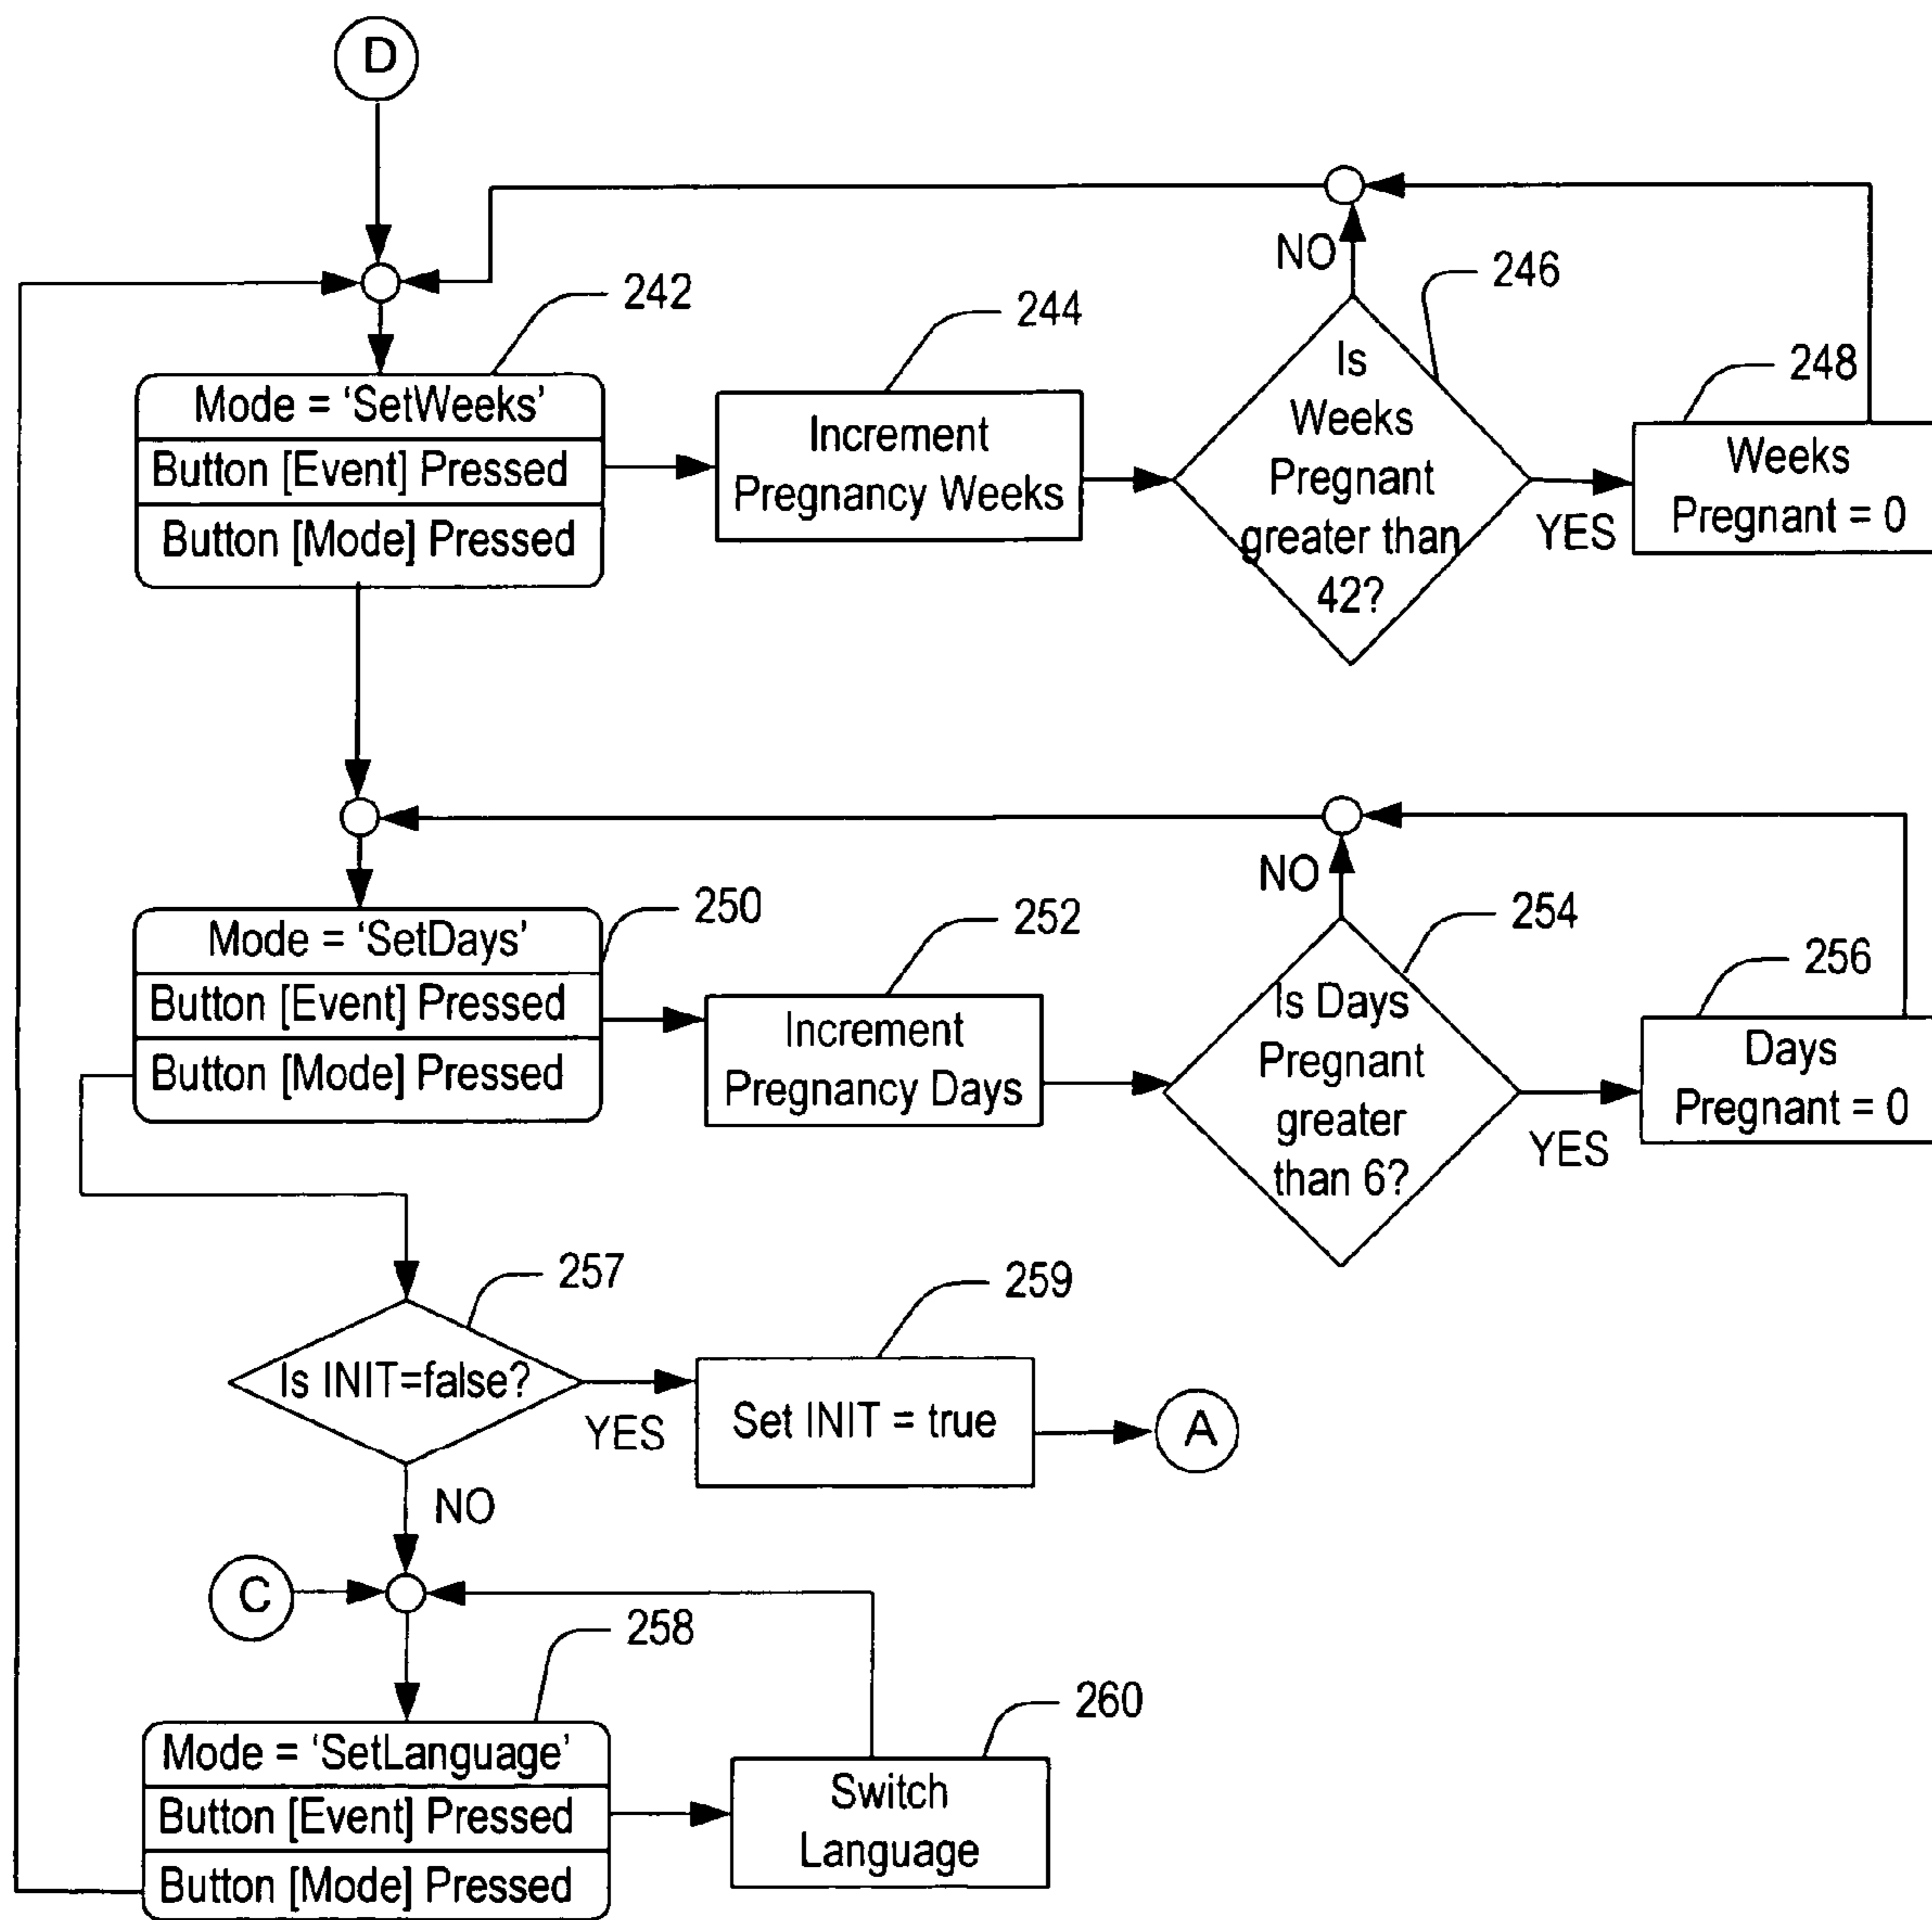 D
NO
242
244
246
248
Mode = 'SetWeeks'
Button [Event] Pressed
Button [Mode] Pressed
Increment
Pregnancy Weeks
Is
Weeks
Pregnant
greater than
42?
YES
Weeks
Pregnant = 0
NO
250
252
254
256
Mode = 'SetDays'
Button [Event] Pressed
Button [Mode] Pressed
Increment
Pregnancy Days
Is Days
Pregnant
greater
than 6?
YES
Days
Pregnant = 0
257
259
Is INIT=false?
YES
Set INIT = true
A
NO
C
258
260
Mode = 'SetLanguage'
Button [Event] Pressed
Button [Mode] Pressed
Switch
Language